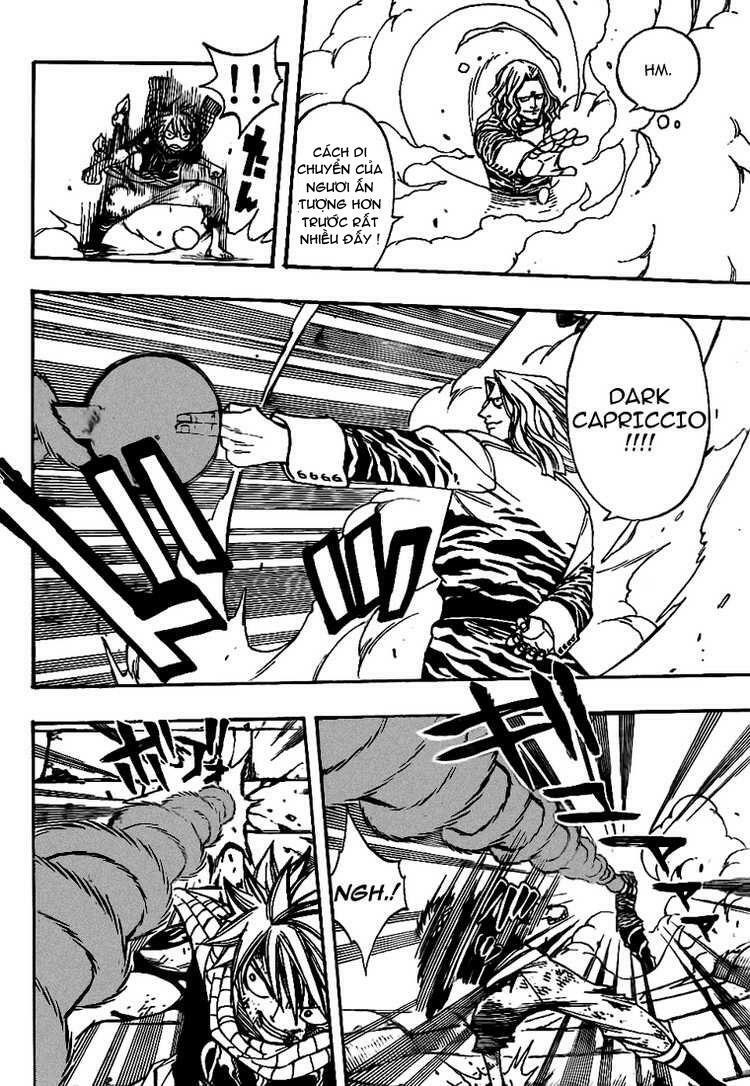 HM.
CÁCH DI
CHUYỂN CỦA
NGƯƠI ẤN
TƯỢNG HƠN
TRƯỚC RẤT
NHIỀU ĐẤY !
!!
DARK
CAPRICCIO
!!!!
NGH.!